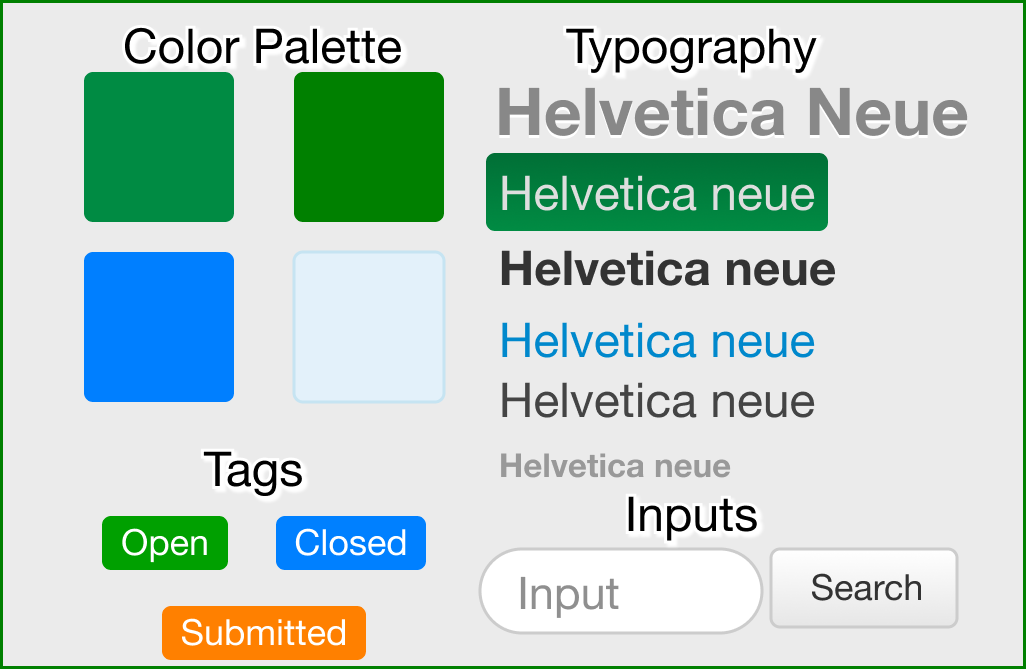 Color Palette
Typography
Helvetica Neue
Helvetica neue
Helvetica neue
Helvetica neue
Helvetica neue
Helvetica neue
Tags
Open
Closed
Submitted
Inputs
Input
Search